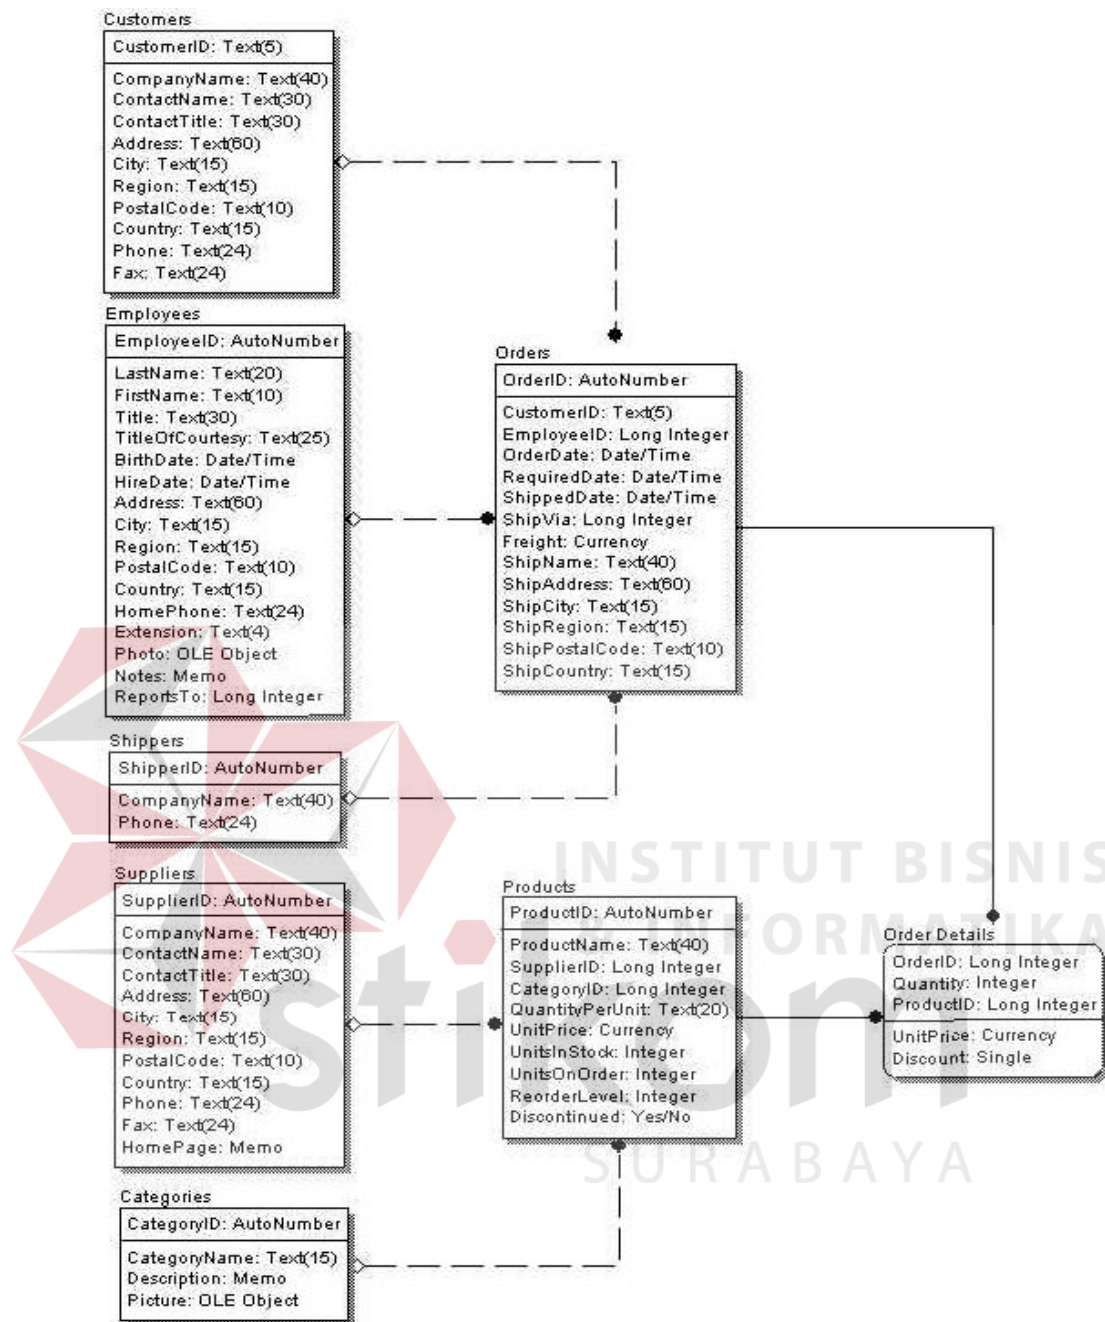 Customers
CustomerID: Text(5)
CompanyName: Text(40)
ContactName: Text(30)
ContactTitle: Text(30)
Address: Text(60)
City: Text(15)
Region: Text(15)
PostalCode: Text(10)
Country: Text(15)
Phone: Text(24)
Fax: Text(24)
Employees
EmployeeID: AutoNumber
LastName: Text(20)
FirstName: Text(10)
Title: Text(30)
TitleOfCourtesy: Text(25)
BirthDate: Date/Time
HireDate: Date/Time
Address: Text(60)
City: Text(15)
Region: Text(15)
PostalCode: Text(10)
Country: Text(15)
HomePhone: Text(24)
Extension: Text(4)
Photo: OLE Object
Notes: Memo
ReportsTo: Long Integer
Orders
OrderID: AutoNumber
CustomerID: Text(5)
EmployeeID: Long Integer
OrderDate: Date/Time
RequiredDate: Date/Time
ShippedDate: Date/Time
ShipVia: Long Integer
Freight: Currency
ShipName: Text(40)
ShipAddress: Text(60)
ShipCity: Text(15)
ShipRegion: Text(15)
ShipPostalCode: Text(10)
ShipCountry: Text(15)
Shippers
ShipperID: AutoNumber
CompanyName: Text(40)
Phone: Text(24)
Suppliers
SupplierID: AutoNumber
CompanyName: Text(40)
ContactName: Text(30)
ContactTitle: Text(30)
Address: Text(60)
City: Text(15)
Region: Text(15)
PostalCode: Text(10)
Country: Text(15)
Phone: Text(24)
Fax: Text(24)
HomePage: Memo
Products
ProductID: AutoNumber
ProductName: Text(40)
SupplierID: Long Integer
CategoryID: Long Integer
QuantityPerUnit: Text(20)
UnitPrice: Currency
UnitsInStock: Integer
UnitsOnOrder: Integer
ReorderLevel: Integer
Discontinued: Yes/No
Order Details
OrderID: Long Integer
Quantity: Integer
ProductID: Long Integer
UnitPrice: Currency
Discount: Single
Categories
CategoryID: AutoNumber
CategoryName: Text(15)
Description: Memo
Picture: OLE Object
INSTITUT BISNIS
& INFORMATIKA
stikom
SURABAYA